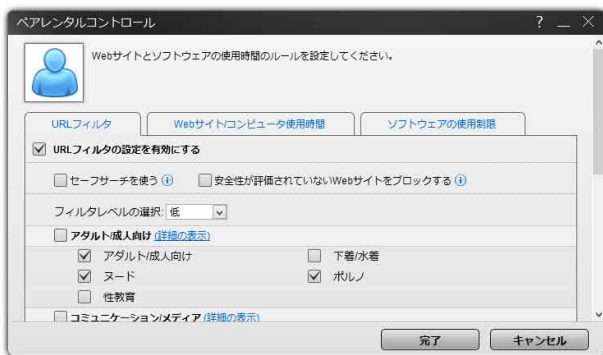 ペアレンタルコントロール
Webサイトとソフトウェアの使用時間のルールを設定してください。
URLフィルタ Webサイト/コンピュータ使用時間 ソフトウェアの使用制限
URLフィルタの設定を有効にする
セーフサーチを使う 安全性が評価されていないWebサイトをブロックする
フィルタレベルの選択: 低
アダルト/成人向け (詳細の表示)
アダルト/成人向け 下着/水着
ヌード ポルノ
性教育
コミュニケーション/メディア (詳細の表示)
完了 キャンセル